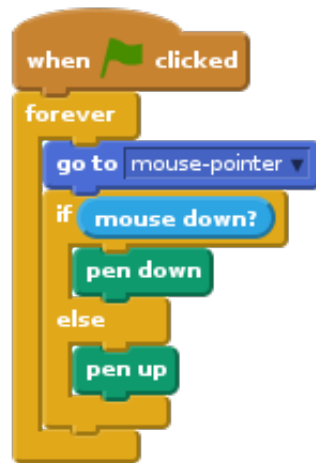 when clicked
forever
go to mouse-pointer
if mouse down?
pen down
else
pen up